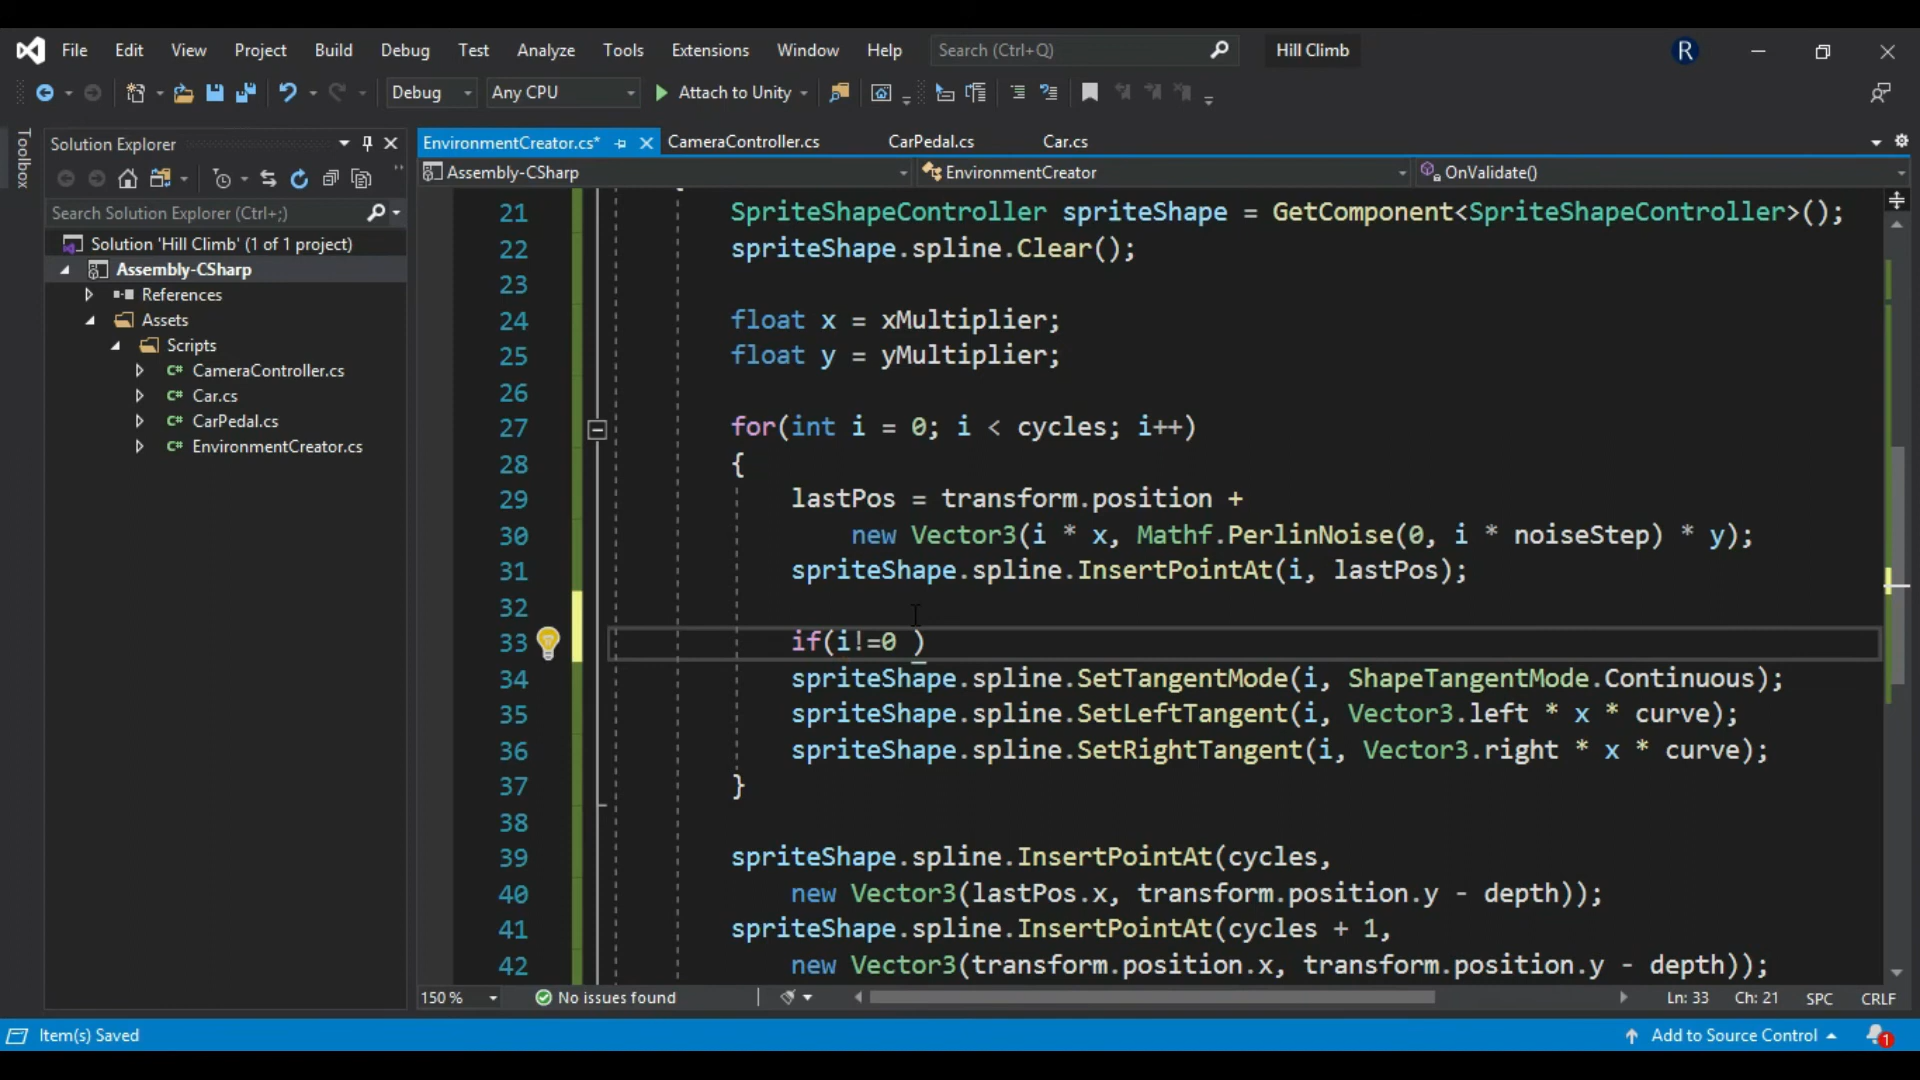 File Edit View Project Build Debug Test Analyze Tools Extensions Window Help Search (Ctrl+Q) Hill Climb R
Debug Any CPU Attach to Unity
Toolbox
Solution Explorer
Search Solution Explorer (Ctrl+;)
Solution 'Hill Climb' (1 of 1 project)
Assembly-CSharp
References
Assets
Scripts
C# CameraController.cs
C# Car.cs
C# CarPedal.cs
C# EnvironmentCreator.cs
EnvironmentCreator.cs* CameraController.cs CarPedal.cs Car.cs
Assembly-CSharp EnvironmentCreator OnValidate()
21 SpriteShapeController spriteShape = GetComponent<SpriteShapeController>();
22 spriteShape.spline.Clear();
23
24 float x = xMultiplier;
25 float y = yMultiplier;
26
27 for(int i = 0; i < cycles; i++)
28 {
29 lastPos = transform.position +
30 new Vector3(i * x, Mathf.PerlinNoise(0, i * noiseStep) * y);
31 spriteShape.spline.InsertPointAt(i, lastPos);
32
33 if(i!=0 )
34 spriteShape.spline.SetTangentMode(i, ShapeTangentMode.Continuous);
35 spriteShape.spline.SetLeftTangent(i, Vector3.left * x * curve);
36 spriteShape.spline.SetRightTangent(i, Vector3.right * x * curve);
37 }
38
39 spriteShape.spline.InsertPointAt(cycles,
40 new Vector3(lastPos.x, transform.position.y - depth));
41 spriteShape.spline.InsertPointAt(cycles + 1,
42 new Vector3(transform.position.x, transform.position.y - depth));
150 % No issues found Ln: 33 Ch: 21 SPC CRLF
Item(s) Saved Add to Source Control 1